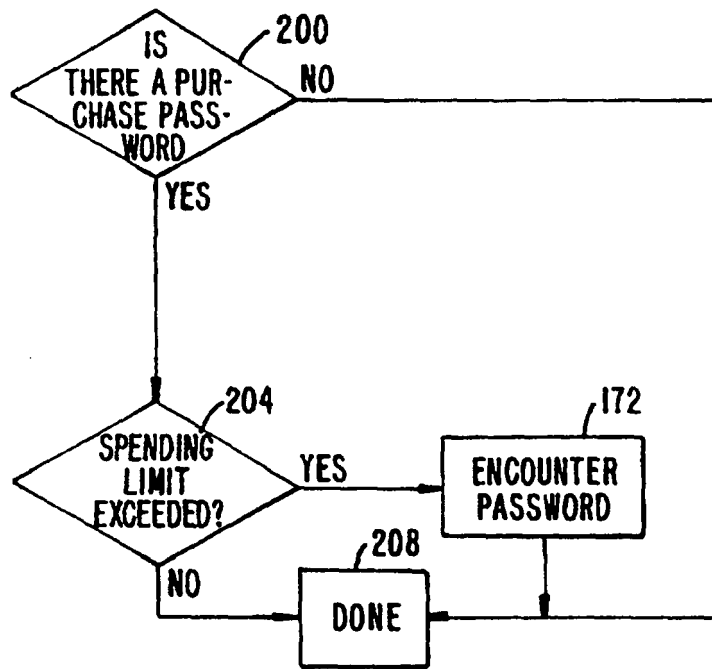 200
IS
THERE A PUR-
CHASE PASS-
WORD
NO
YES
204
SPENDING
LIMIT
EXCEEDED?
YES
172
ENCOUNTER
PASSWORD
NO
208
DONE